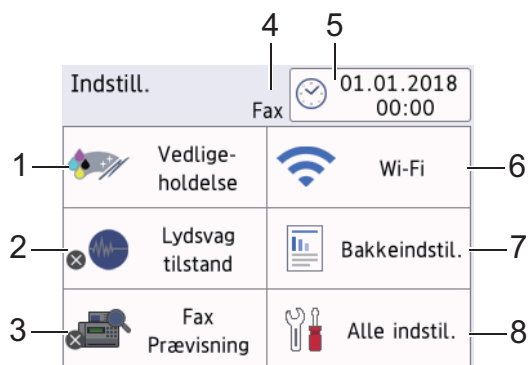 4 5
Indstill.
Fax
01.01.2018
00:00
1
Vedlige-
holdelse
Wi-Fi
6
2
Lydsvag
tilstand
Bakkeindstil.
7
3
Fax
Prævisning
Alle indstil.
8